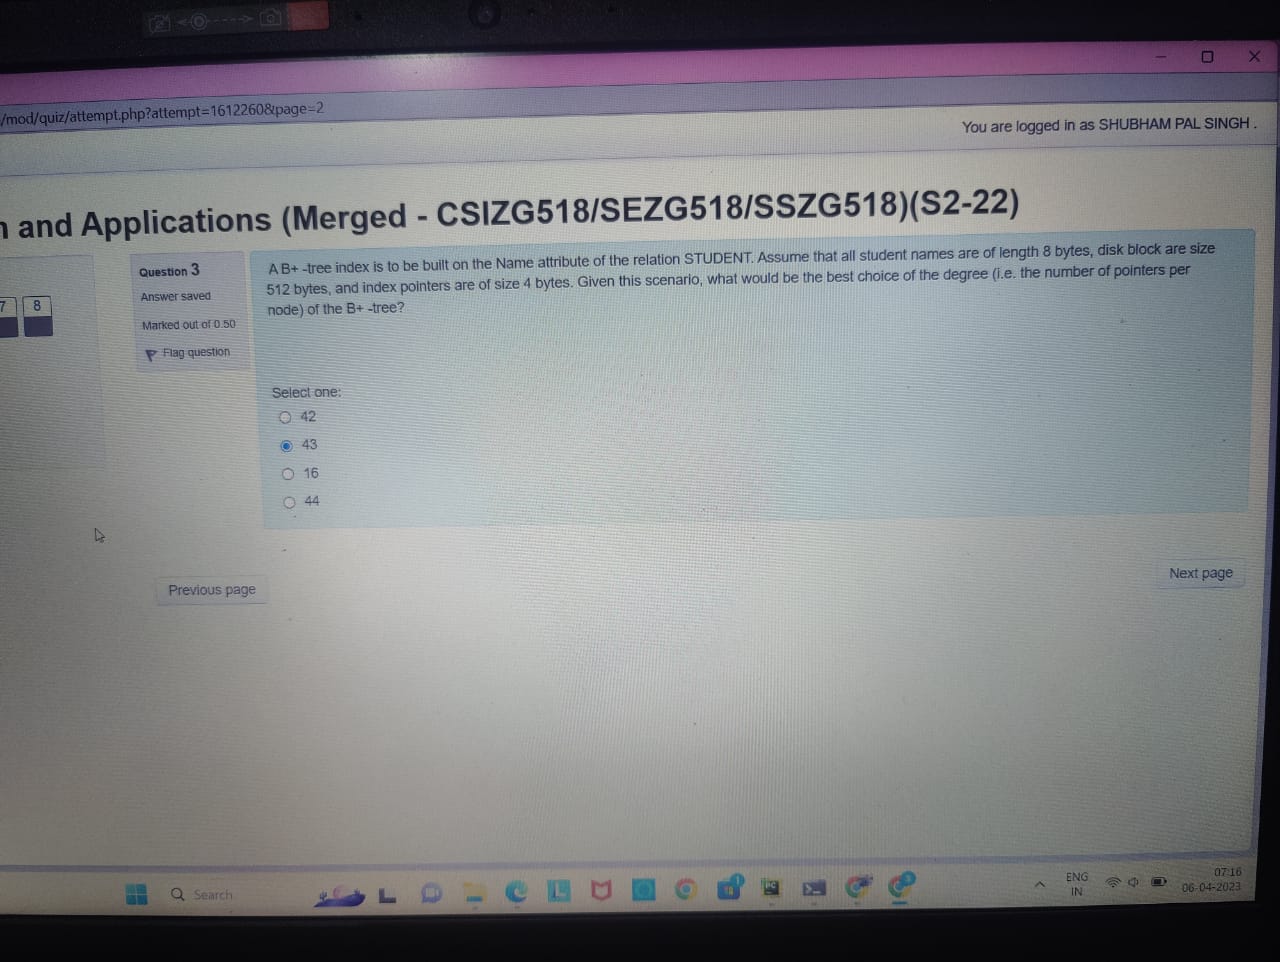 /mod/quiz/attempt.php?attempt=1612260&page=2
You are logged in as SHUBHAM PAL SINGH .
and Applications (Merged - CSIZG518/SEZG518/SSZG518)(S2-22)
7 8
Question 3
Answer saved
Marked out of 0.50
Flag question
A B+ -tree index is to be built on the Name attribute of the relation STUDENT. Assume that all student names are of length 8 bytes, disk block are size
512 bytes, and index pointers are of size 4 bytes. Given this scenario, what would be the best choice of the degree (i.e. the number of pointers per
node) of the B+ -tree?
Select one:
42
43
16
44
Previous page
Next page
Search
ENG
IN
07:16
06-04-2023